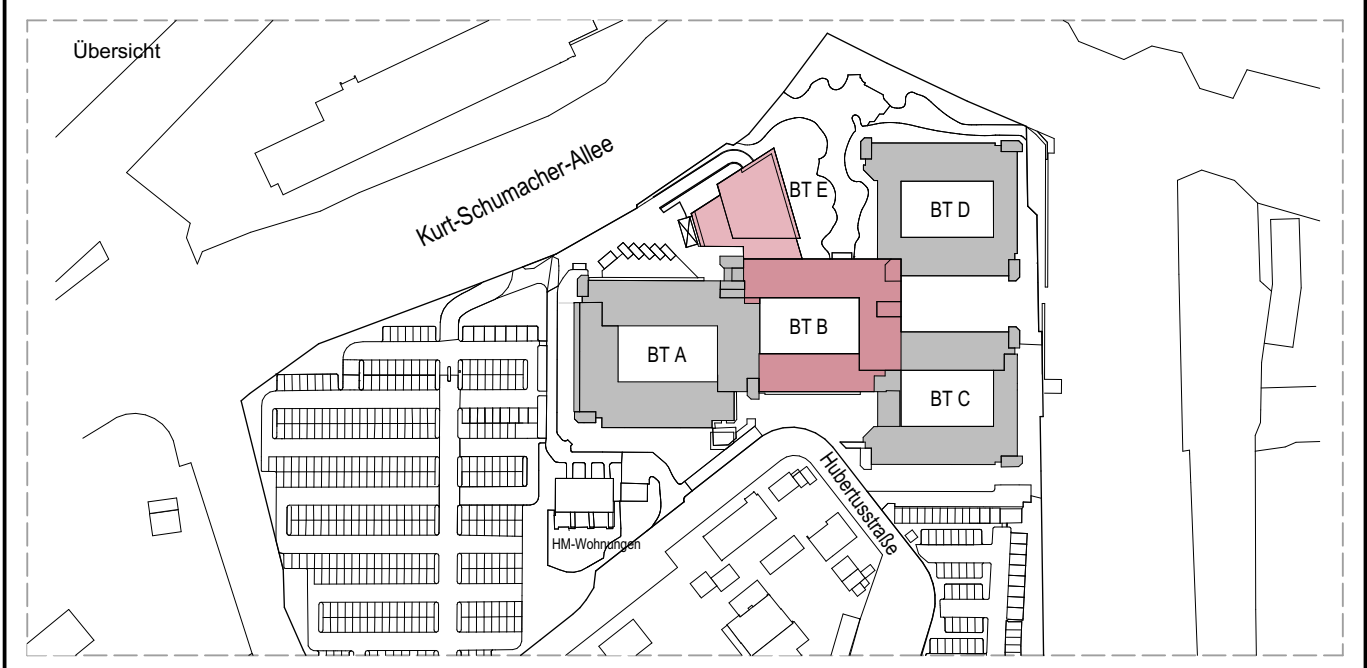 Übersicht
Kurt-Schumacher-Allee
BT E
BT D
BT B
BT A
BT C
Hubertusstraße
HM-Wohnungen